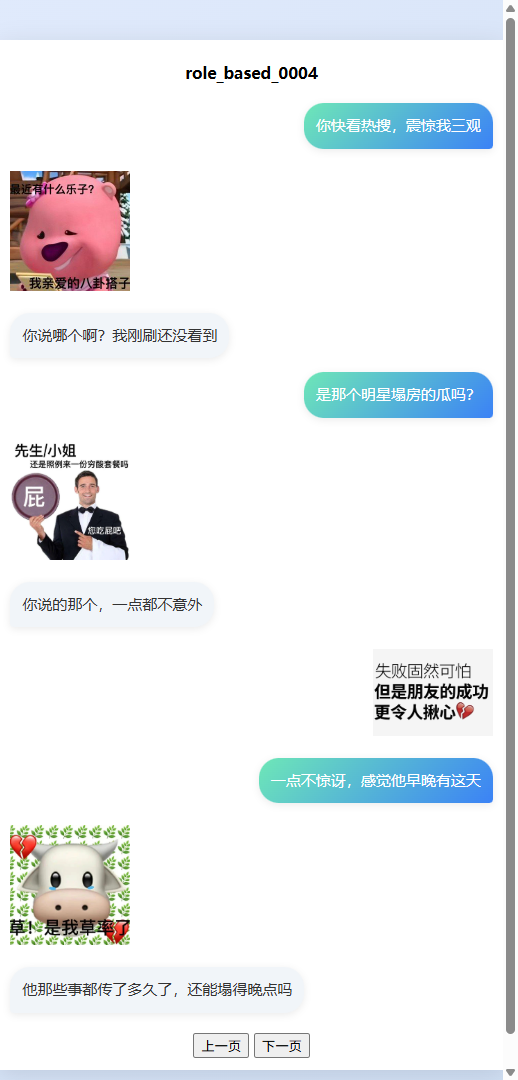 role_based_0004
你快看热搜，震惊我三观
最近有什么乐子？
我亲爱的八卦搭子
你说哪个啊？我刚刷还没看到
是那个明星塌房的瓜吗？
先生/小姐
还是照例来一份穷酸套餐吗
屁
您吃屁吧
你说的那个，一点都不意外
失败固然可怕
但是朋友的成功
更令人揪心💔
一点不惊讶，感觉他早晚有这天
草！是我草率了
他那些事都传了多久了，还能塌得晚点吗
上一页 下一页